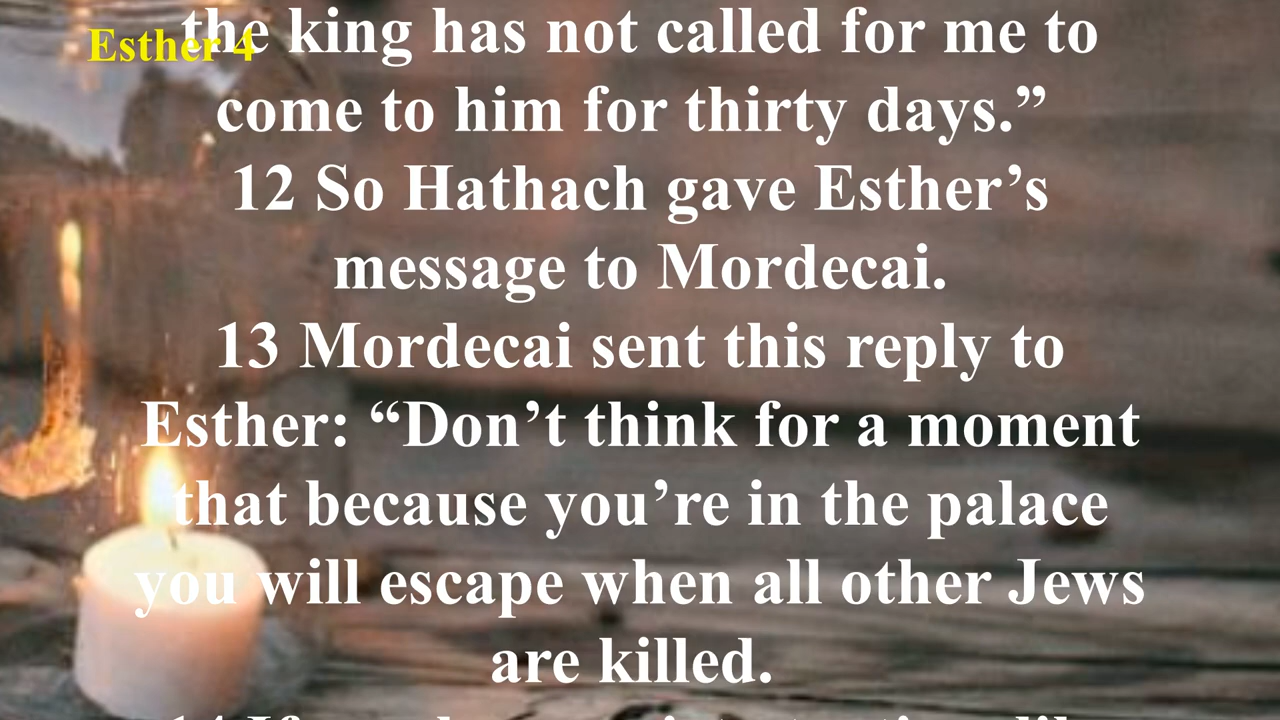 Esther 4
the king has not called for me to
come to him for thirty days.”
12 So Hathach gave Esther’s
message to Mordecai.
13 Mordecai sent this reply to
Esther: “Don’t think for a moment
that because you’re in the palace
you will escape when all other Jews
are killed.